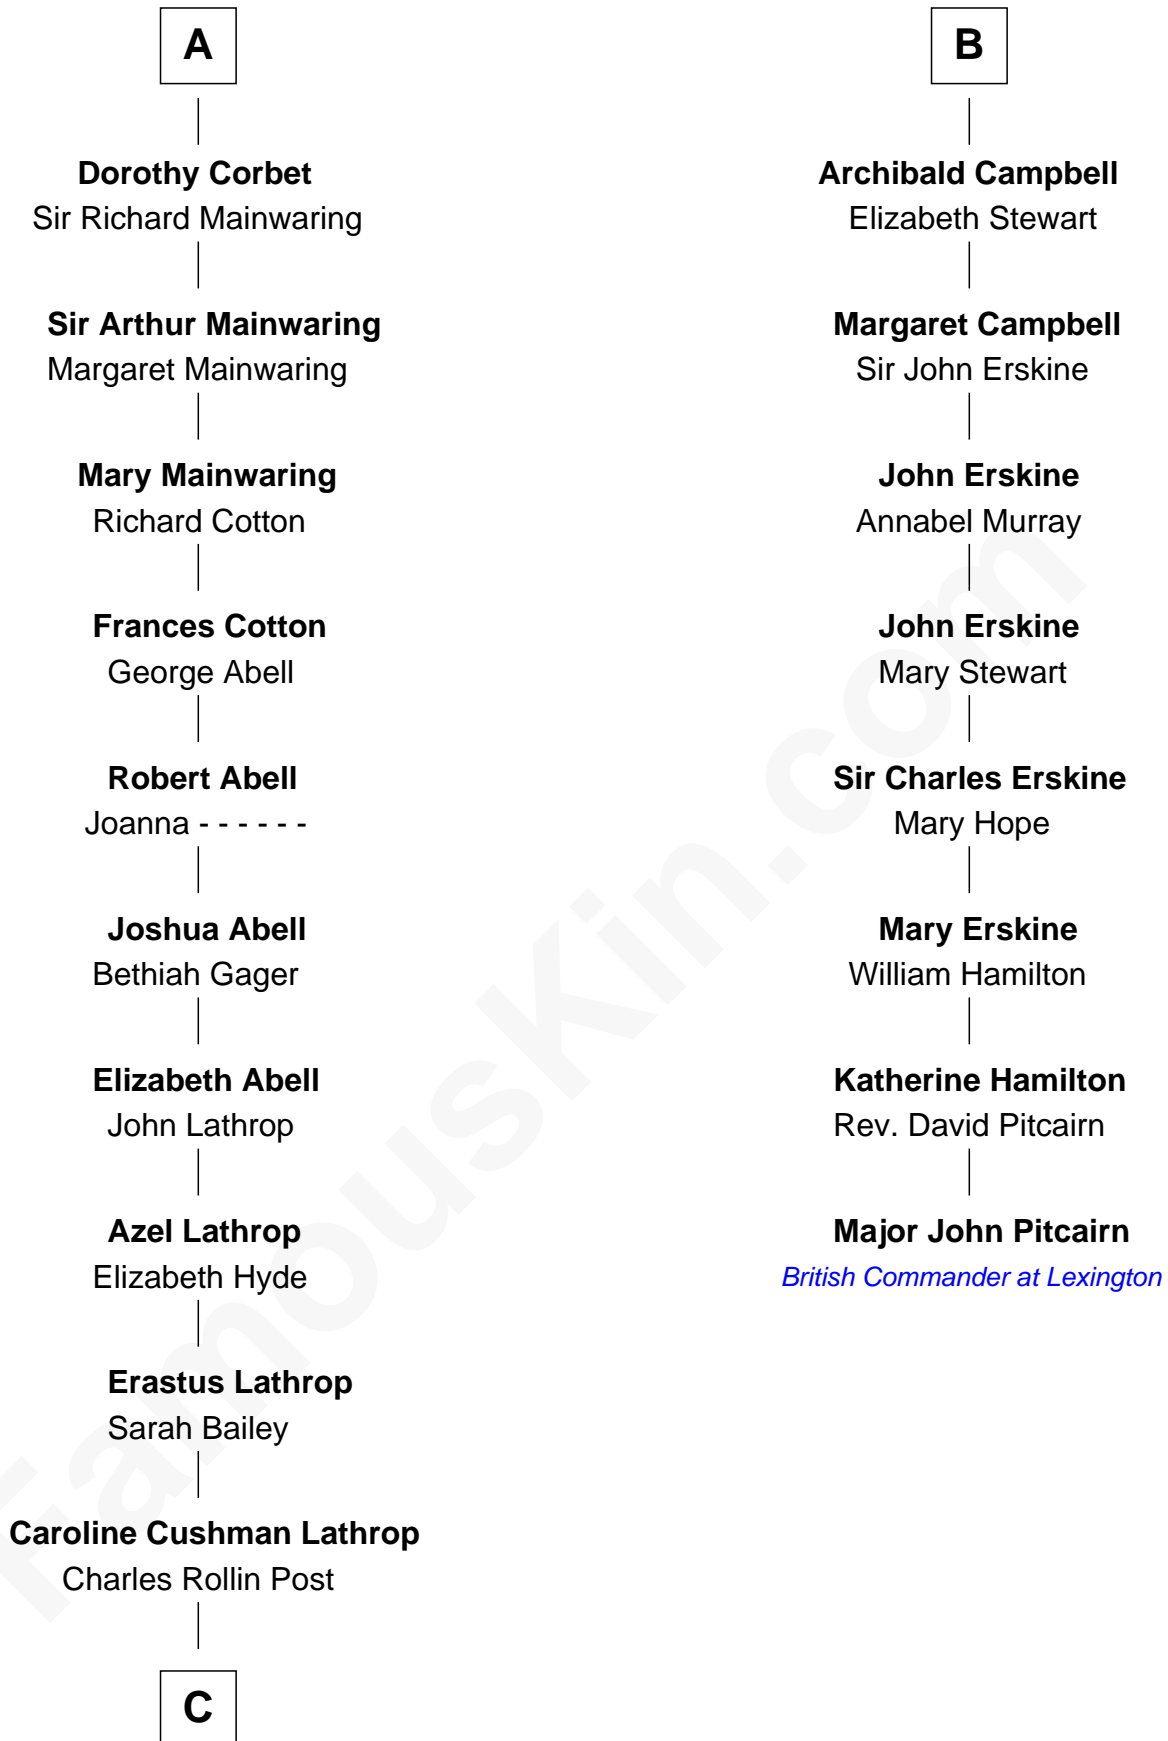 A
Dorothy Corbet
Sir Richard Mainwaring
Sir Arthur Mainwaring
Margaret Mainwaring
Mary Mainwaring
Richard Cotton
Frances Cotton
George Abell
Robert Abell
Joanna - - - - - -
Joshua Abell
Bethiah Gager
Elizabeth Abell
John Lathrop
Azel Lathrop
Elizabeth Hyde
Erastus Lathrop
Sarah Bailey
Caroline Cushman Lathrop
Charles Rollin Post
C
B
Archibald Campbell
Elizabeth Stewart
Margaret Campbell
Sir John Erskine
John Erskine
Annabel Murray
John Erskine
Mary Stewart
Sir Charles Erskine
Mary Hope
Mary Erskine
William Hamilton
Katherine Hamilton
Rev. David Pitcairn
Major John Pitcairn
British Commander at Lexington
FamousKin.com